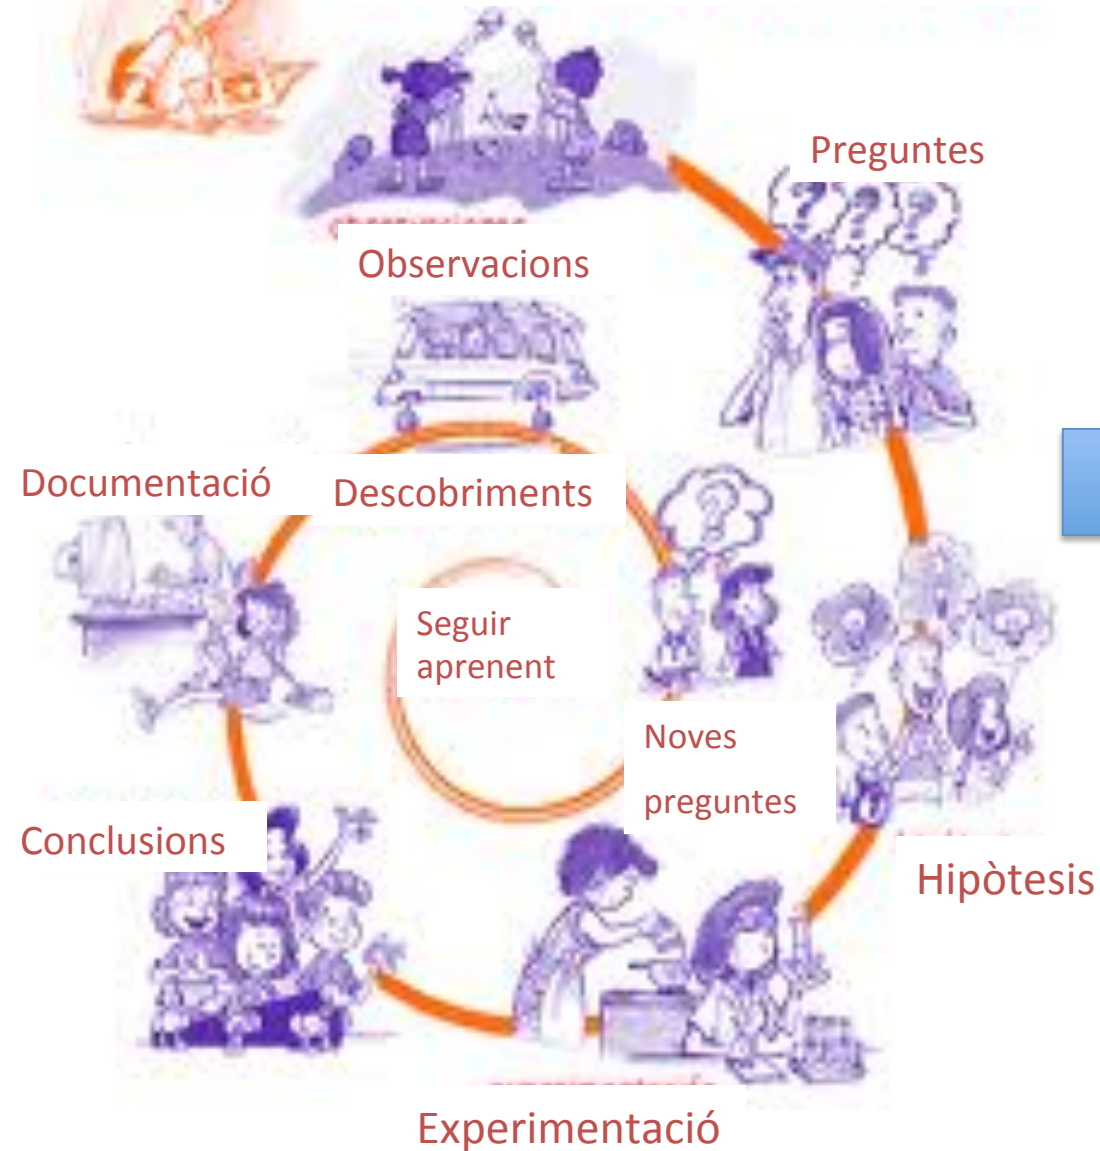 Preguntes
Observacions
Documentació
Descobriments
Seguir
aprenent
Noves
preguntes
Conclusions
Hipòtesis
Experimentació